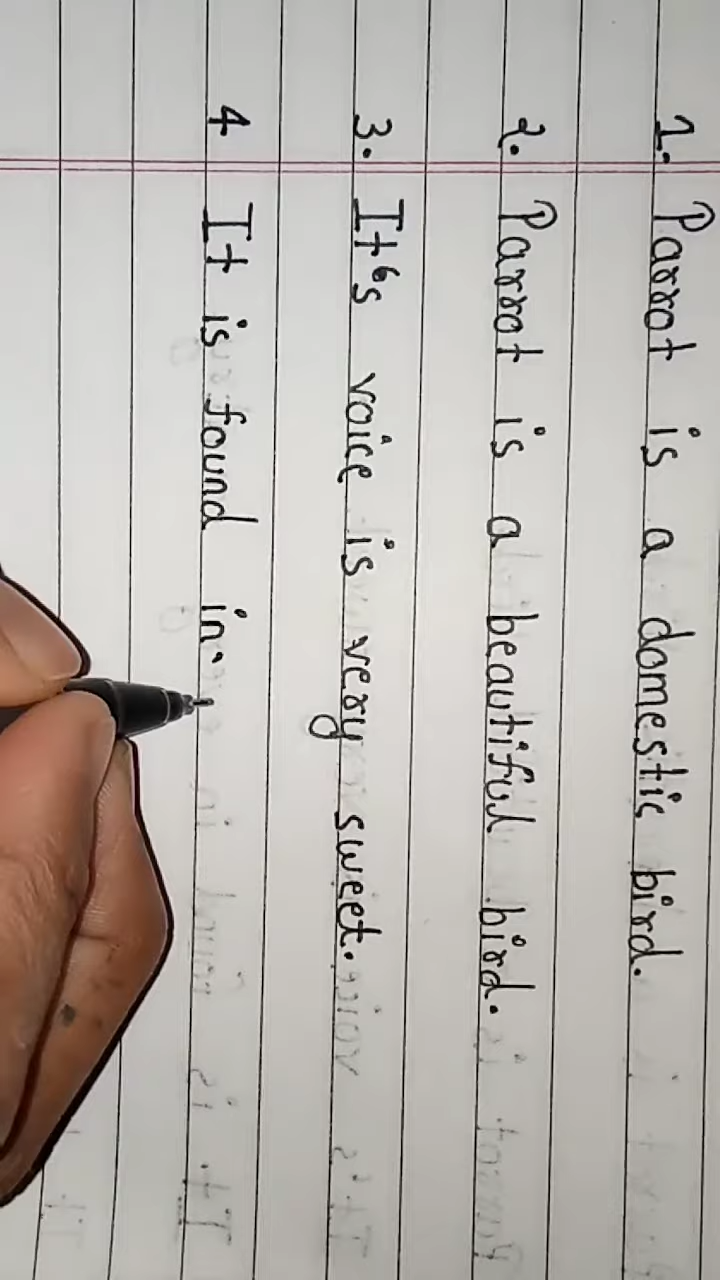 1. Parrot is a domestic bird.
2. Parrot is a beautiful bird.
3. It's voice is very sweet.
4 It is found in